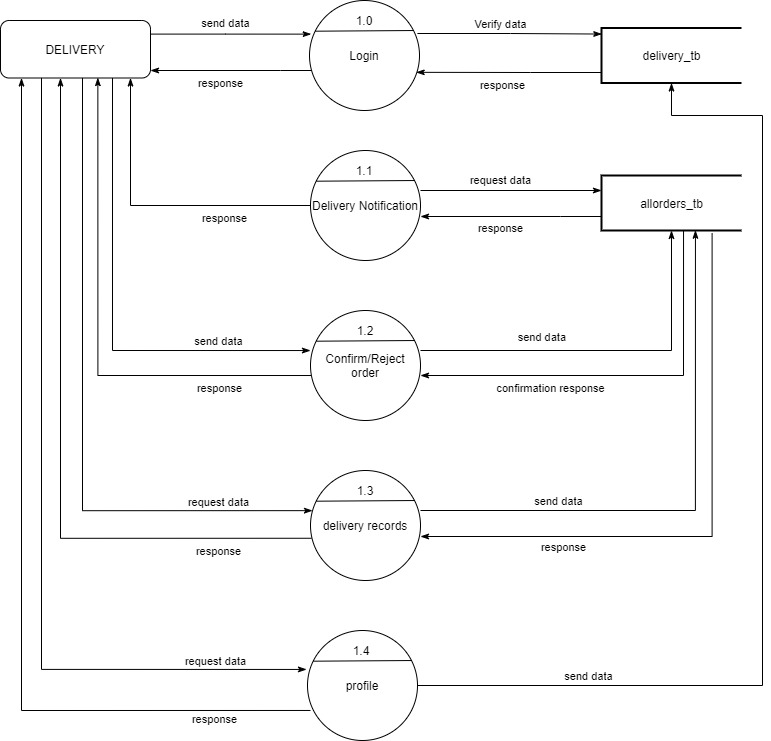 send data
1.0
Verify data
DELIVERY
Login
delivery_tb
response
response
1.1
request data
Delivery Notification
allorders_tb
response
response
1.2
send data
send data
Confirm/Reject
order
response
confirmation response
1.3
request data
send data
delivery records
response
response
1.4
request data
send data
profile
response